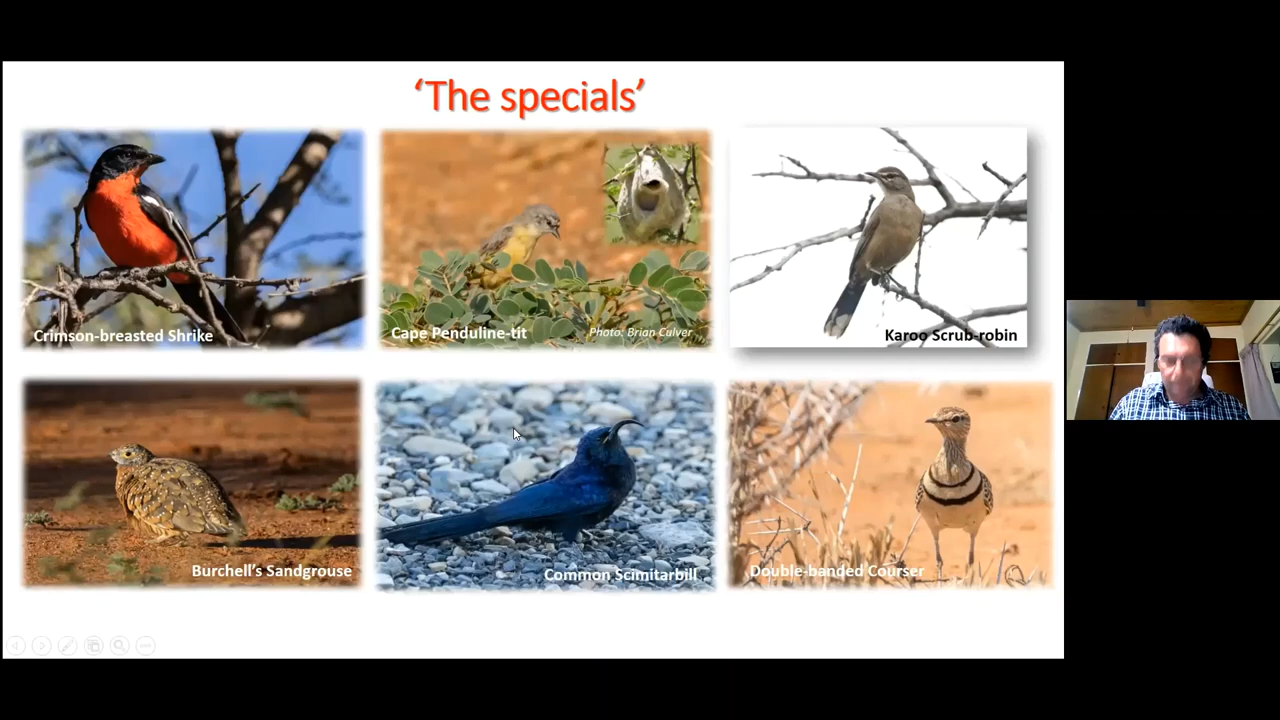 ‘The specials’
Crimson-breasted Shrike
Cape Penduline-tit
Photo: Brian Culver
Karoo Scrub-robin
Burchell’s Sandgrouse
Common Scimitarbill
Double-banded Courser